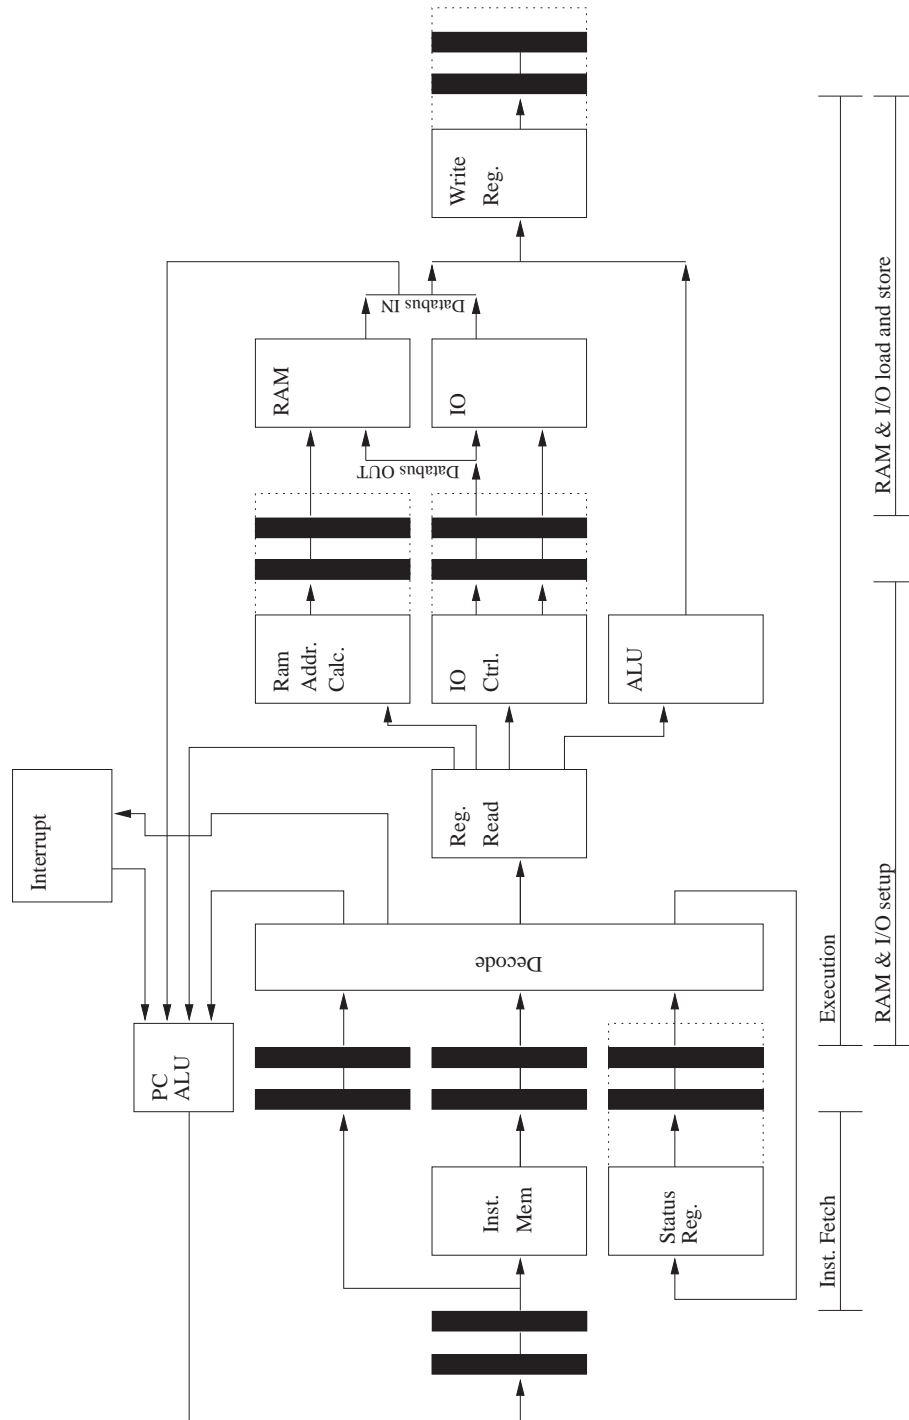 Interrupt
PC
ALU
Decode
Inst.
Mem
Status
Reg.
Reg.
Read
Ram
Addr.
Calc.
IO
Ctrl.
ALU
Databus OUT
RAM
IO
Databus IN
Write
Reg.
Inst. Fetch
Execution
RAM & I/O setup
RAM & I/O load and store